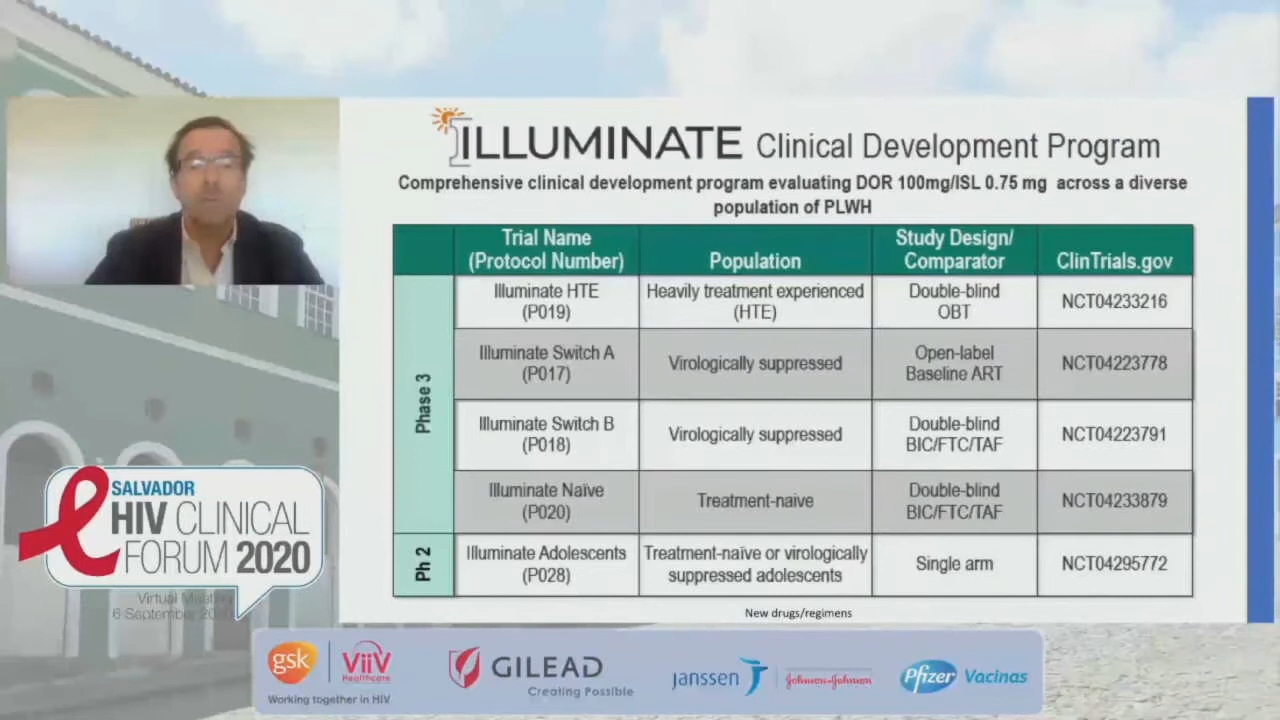 ILLUMINATE Clinical Development Program
Comprehensive clinical development program evaluating DOR 100mg/ISL 0.75 mg across a diverse
population of PLWH
Trial Name
(Protocol Number)
Population
Study Design/
Comparator
ClinTrials.gov
Phase 3
Illuminate HTE
(P019)
Heavily treatment experienced
(HTE)
Double-blind
OBT
NCT04233216
Illuminate Switch A
(P017)
Virologically suppressed
Open-label
Baseline ART
NCT04223778
Illuminate Switch B
(P018)
Virologically suppressed
Double-blind
BIC/FTC/TAF
NCT04223791
Illuminate Naïve
(P020)
Treatment-naive
Double-blind
BIC/FTC/TAF
NCT04233879
Ph 2
Illuminate Adolescents
(P028)
Treatment-naïve or virologically
suppressed adolescents
Single arm
NCT04295772
New drugs/regimens
SALVADOR
HIV CLINICAL
FORUM 2020
Virtual Meeting
6 September
gsk
ViiV
Healthcare
Working together in HIV
GILEAD
Creating Possible
janssen
Johnson & Johnson
Pfizer Vacinas